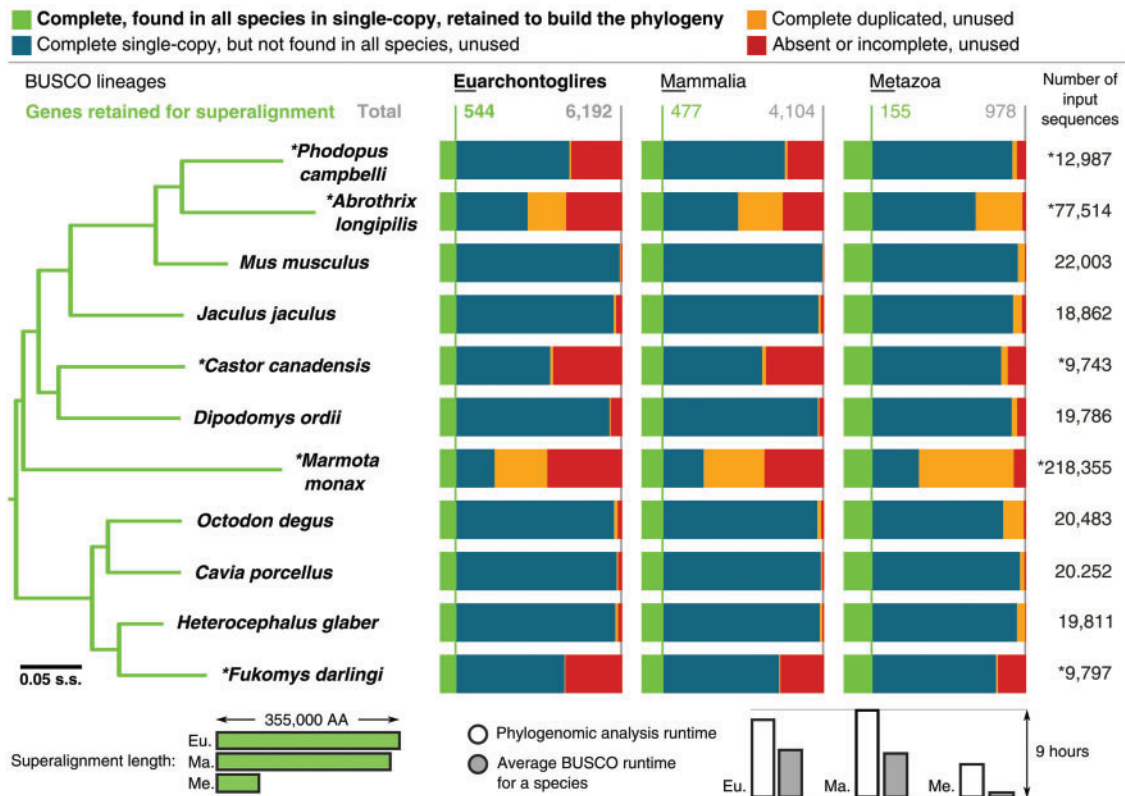 Complete, found in all species in single-copy, retained to build the phylogeny
Complete duplicated, unused
Complete single-copy, but not found in all species, unused
Absent or incomplete, unused
BUSCO lineages
Euarchontoglires
Mammalia
Metazoa
Number of
input
sequences
Genes retained for superalignment Total
544 6,192
477 4,104
155 978
*Phodopus
campbelli
*12,987
*Abrothrix
longipilis
*77,514
Mus musculus
22,003
Jaculus jaculus
18,862
*Castor canadensis
*9,743
Dipodomys ordii
19,786
*Marmota
monax
*218,355
Octodon degus
20,483
Cavia porcellus
20.252
Heterocephalus glaber
19,811
*Fukomys darlingi
*9,797
0.05 s.s.
355,000 AA
Superalignment length:
Eu.
Ma.
Me.
Phylogenomic analysis runtime
Average BUSCO runtime
for a species
Eu.
Ma.
Me.
9 hours